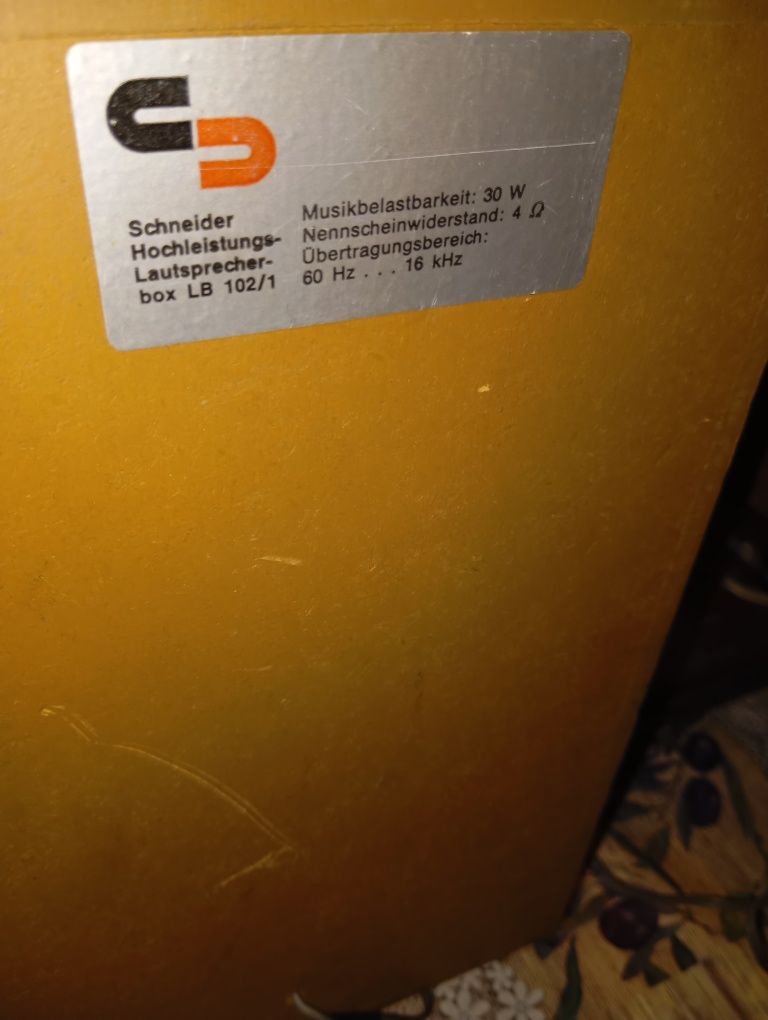 Schneider
Hochleistungs-
Lautsprecher-
box LB 102/1
Musikbelastbarkeit: 30 W
Nennscheinwiderstand: 4 Ω
Übertragungsbereich:
60 Hz . . . 16 kHz